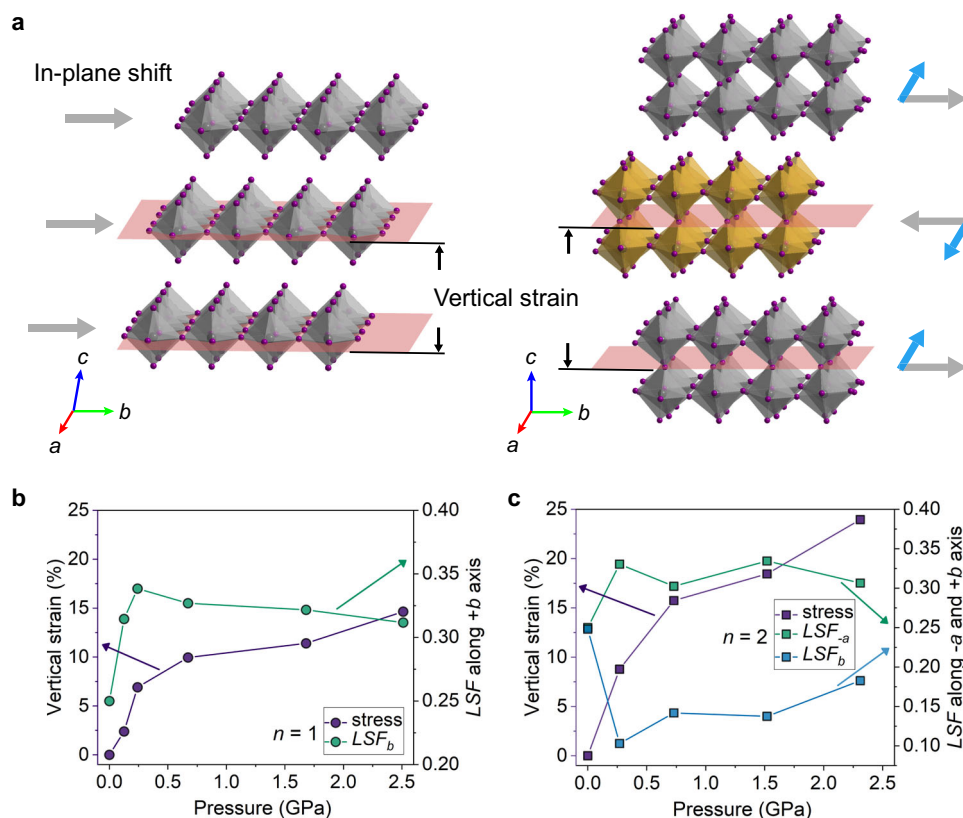 a
In-plane shift
Vertical strain
c
b
a
c
b
a
b
25
20
15
10
5
0
Vertical strain (%)
0.40
0.35
0.30
0.25
0.20
LSF along +b axis
n = 1
stress
LSF_b
0.0 0.5 1.0 1.5 2.0 2.5
Pressure (GPa)
c
25
20
15
10
5
0
Vertical strain (%)
0.40
0.35
0.30
0.25
0.20
0.15
0.10
LSF along -a and +b axis
n = 2
stress
LSF_-a
LSF_b
0.0 0.5 1.0 1.5 2.0 2.5
Pressure (GPa)